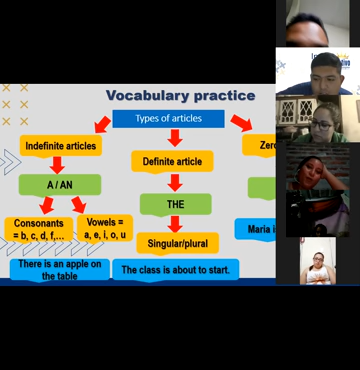 Vocabulary practice
Types of articles
Indefinite articles
Definite article
Zero
A / AN
THE
Consonants
= b, c, d, f,...
Vowels =
a, e, i, o, u
Singular/plural
Maria i
There is an apple on
the table
The class is about to start.